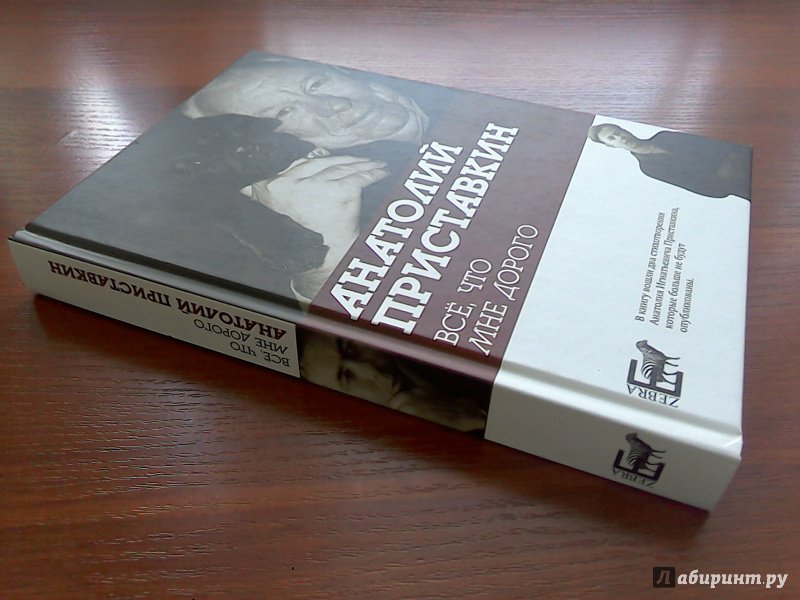 АНАТОЛИЙ
ПРИСТАВКИН
ВСЁ, ЧТО
МНЕ ДОРОГО
В книгу вошли два стихотворения
Анатолия Игнатьевича Приставкина,
которые больше не будут
опубликованы.
ZEBRA
ВСЁ, ЧТО
МНЕ ДОРОГО
АНАТОЛИЙ ПРИСТАВКИН
ZEBRA
Лабиринт.ру